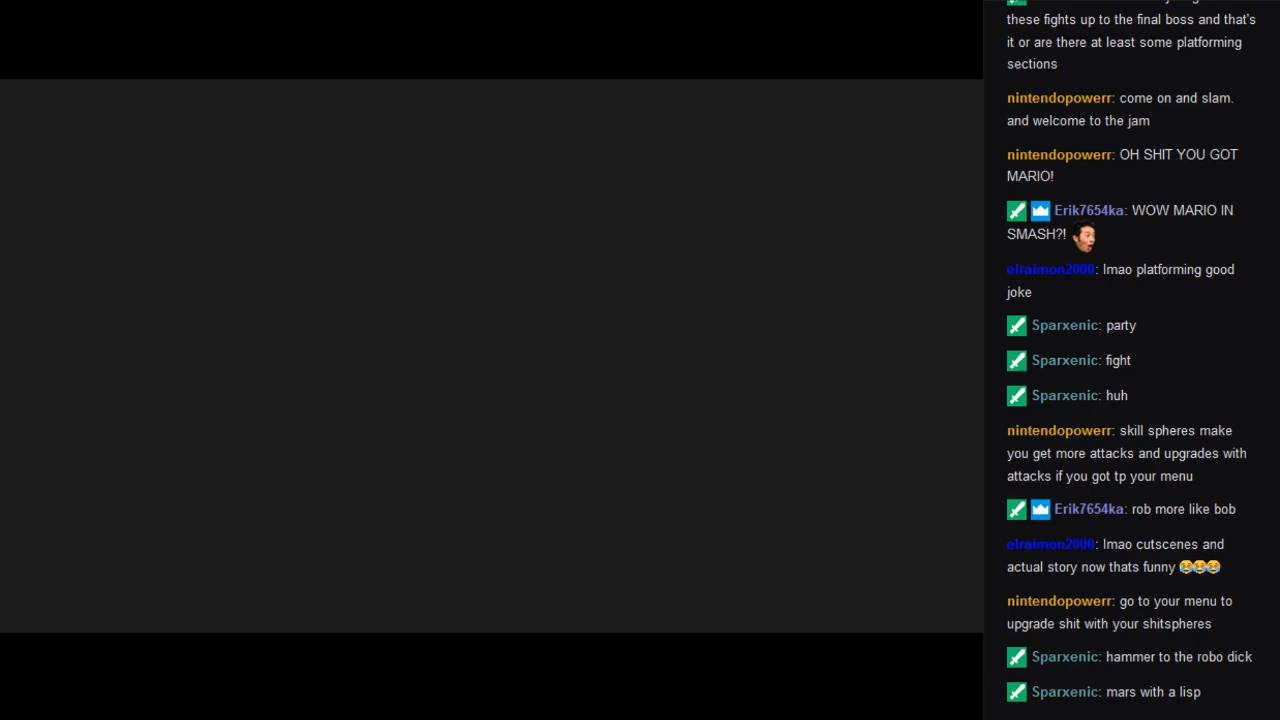 these fights up to the final boss and that's
it or are there at least some platforming
sections
nintendopowerr: come on and slam.
and welcome to the jam
nintendopowerr: OH SHIT YOU GOT
MARIO!
Erik7654ka: WOW MARIO IN
SMASH?!
elraimon2000: lmao platforming good
joke
Sparxenic: party
Sparxenic: fight
Sparxenic: huh
nintendopowerr: skill spheres make
you get more attacks and upgrades with
attacks if you got tp your menu
Erik7654ka: rob more like bob
elraimon2000: lmao cutscenes and
actual story now thats funny 😂😂😂
nintendopowerr: go to your menu to
upgrade shit with your shitspheres
Sparxenic: hammer to the robo dick
Sparxenic: mars with a lisp